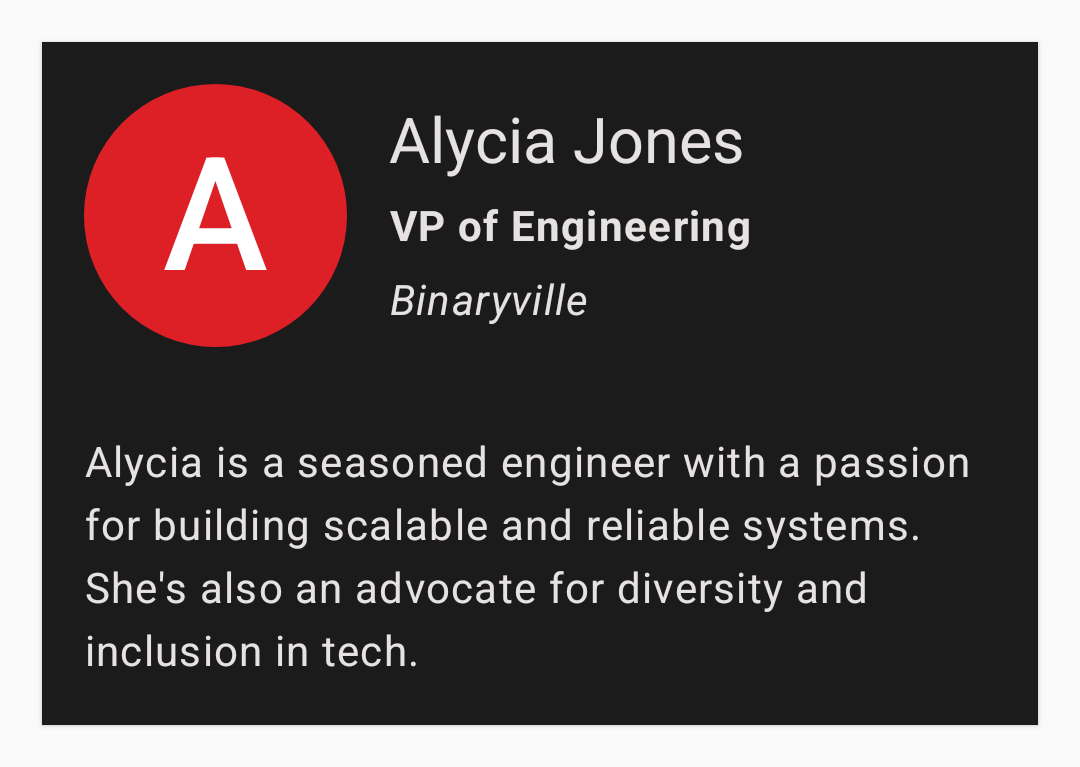 A
Alycia Jones
VP of Engineering
Binaryville
Alycia is a seasoned engineer with a passion
for building scalable and reliable systems.
She's also an advocate for diversity and
inclusion in tech.